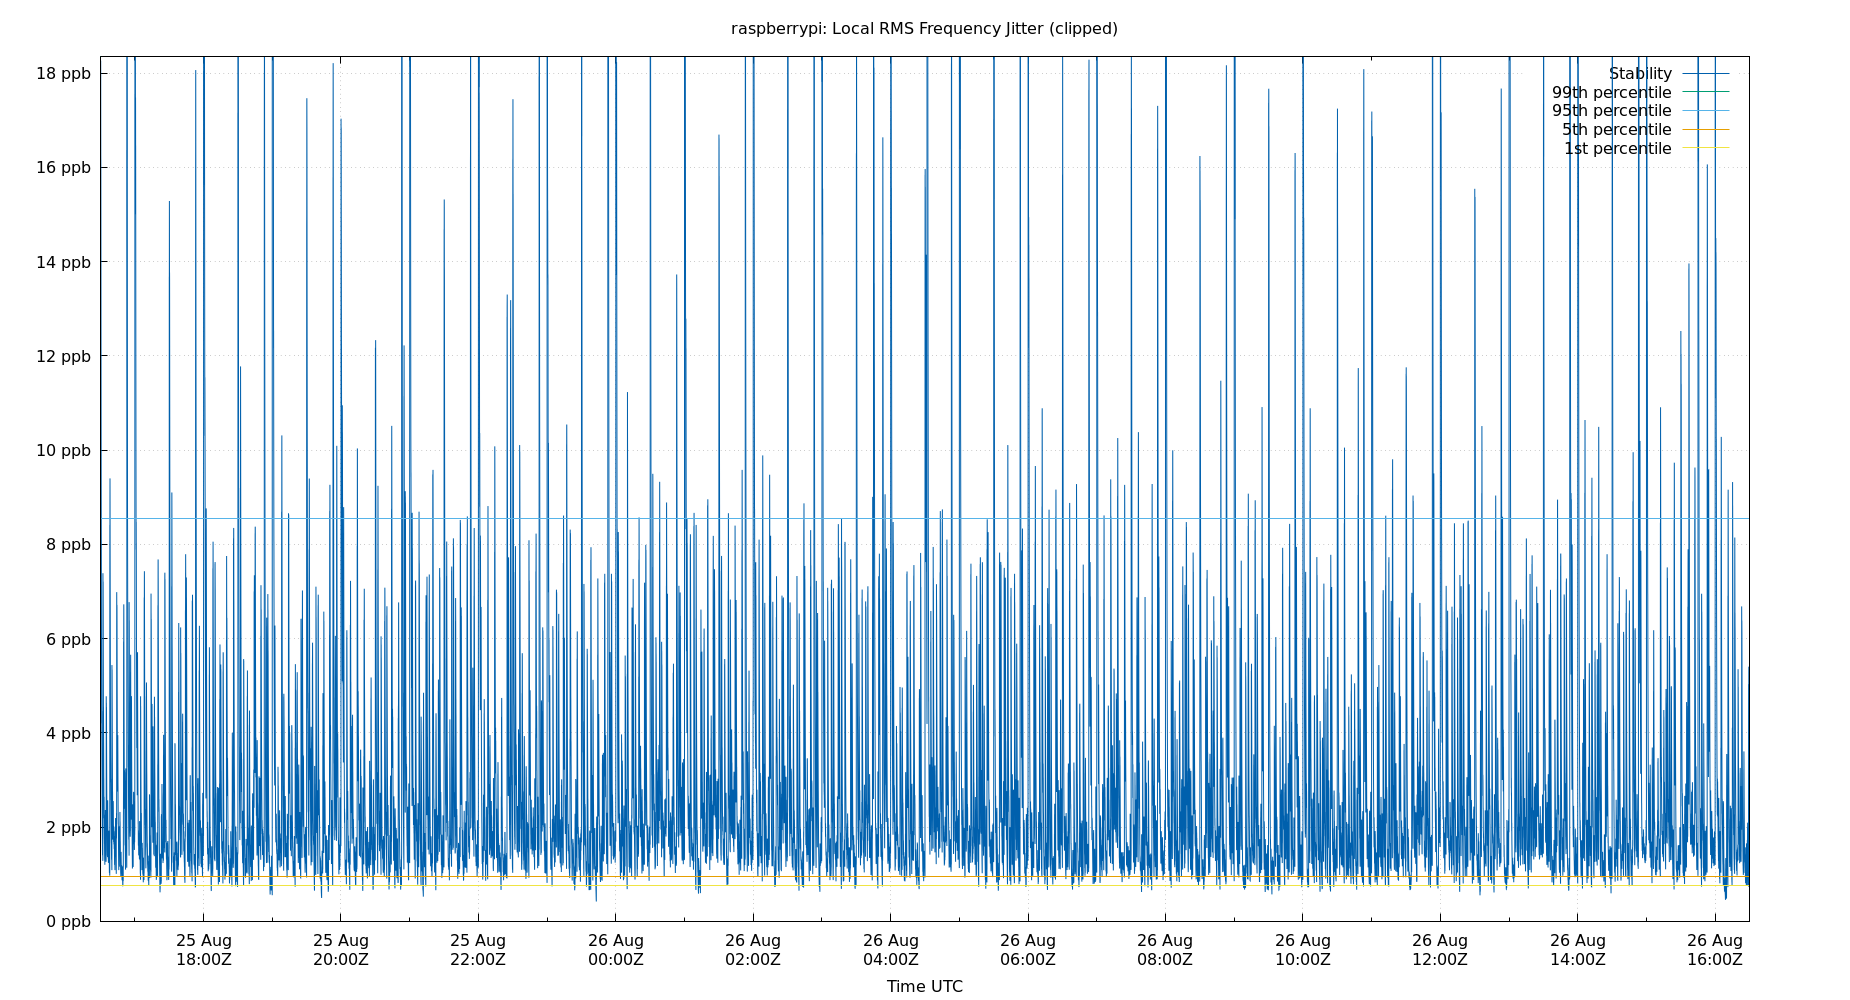 raspberrypi: Local RMS Frequency Jitter (clipped)
18 ppb
16 ppb
14 ppb
12 ppb
10 ppb
8 ppb
6 ppb
4 ppb
2 ppb
0 ppb
Stability
99th percentile
95th percentile
5th percentile
1st percentile
25 Aug
18:00Z
25 Aug
20:00Z
25 Aug
22:00Z
26 Aug
00:00Z
26 Aug
02:00Z
26 Aug
04:00Z
26 Aug
06:00Z
26 Aug
08:00Z
26 Aug
10:00Z
26 Aug
12:00Z
26 Aug
14:00Z
26 Aug
16:00Z
Time UTC